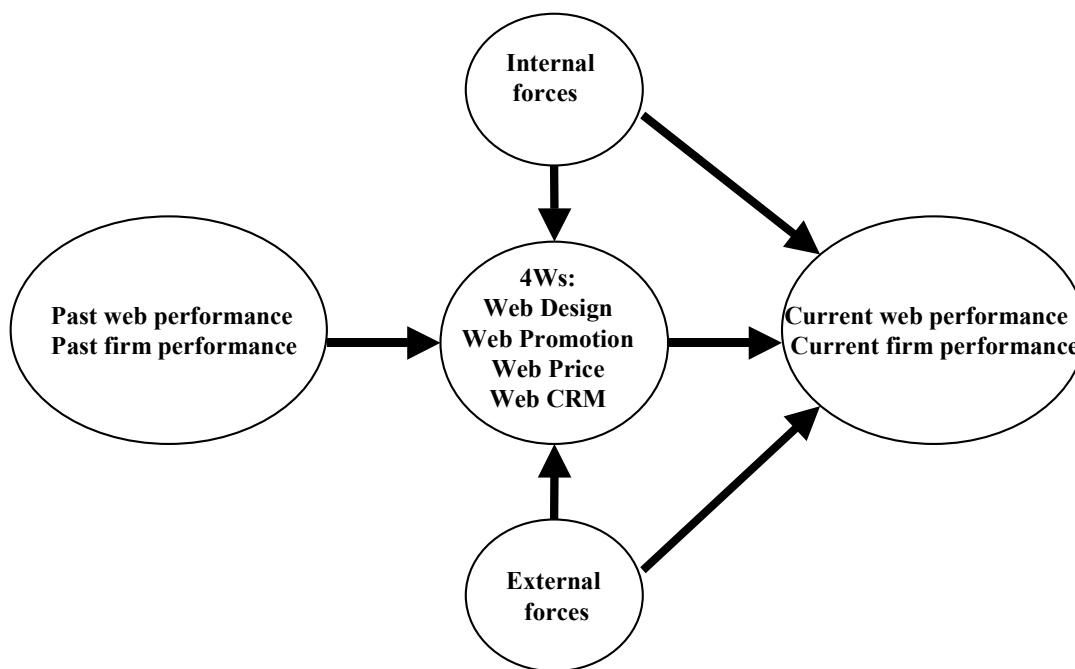 Internal
forces
Past web performance
Past firm performance
4Ws:
Web Design
Web Promotion
Web Price
Web CRM
Current web performance
Current firm performance
External
forces